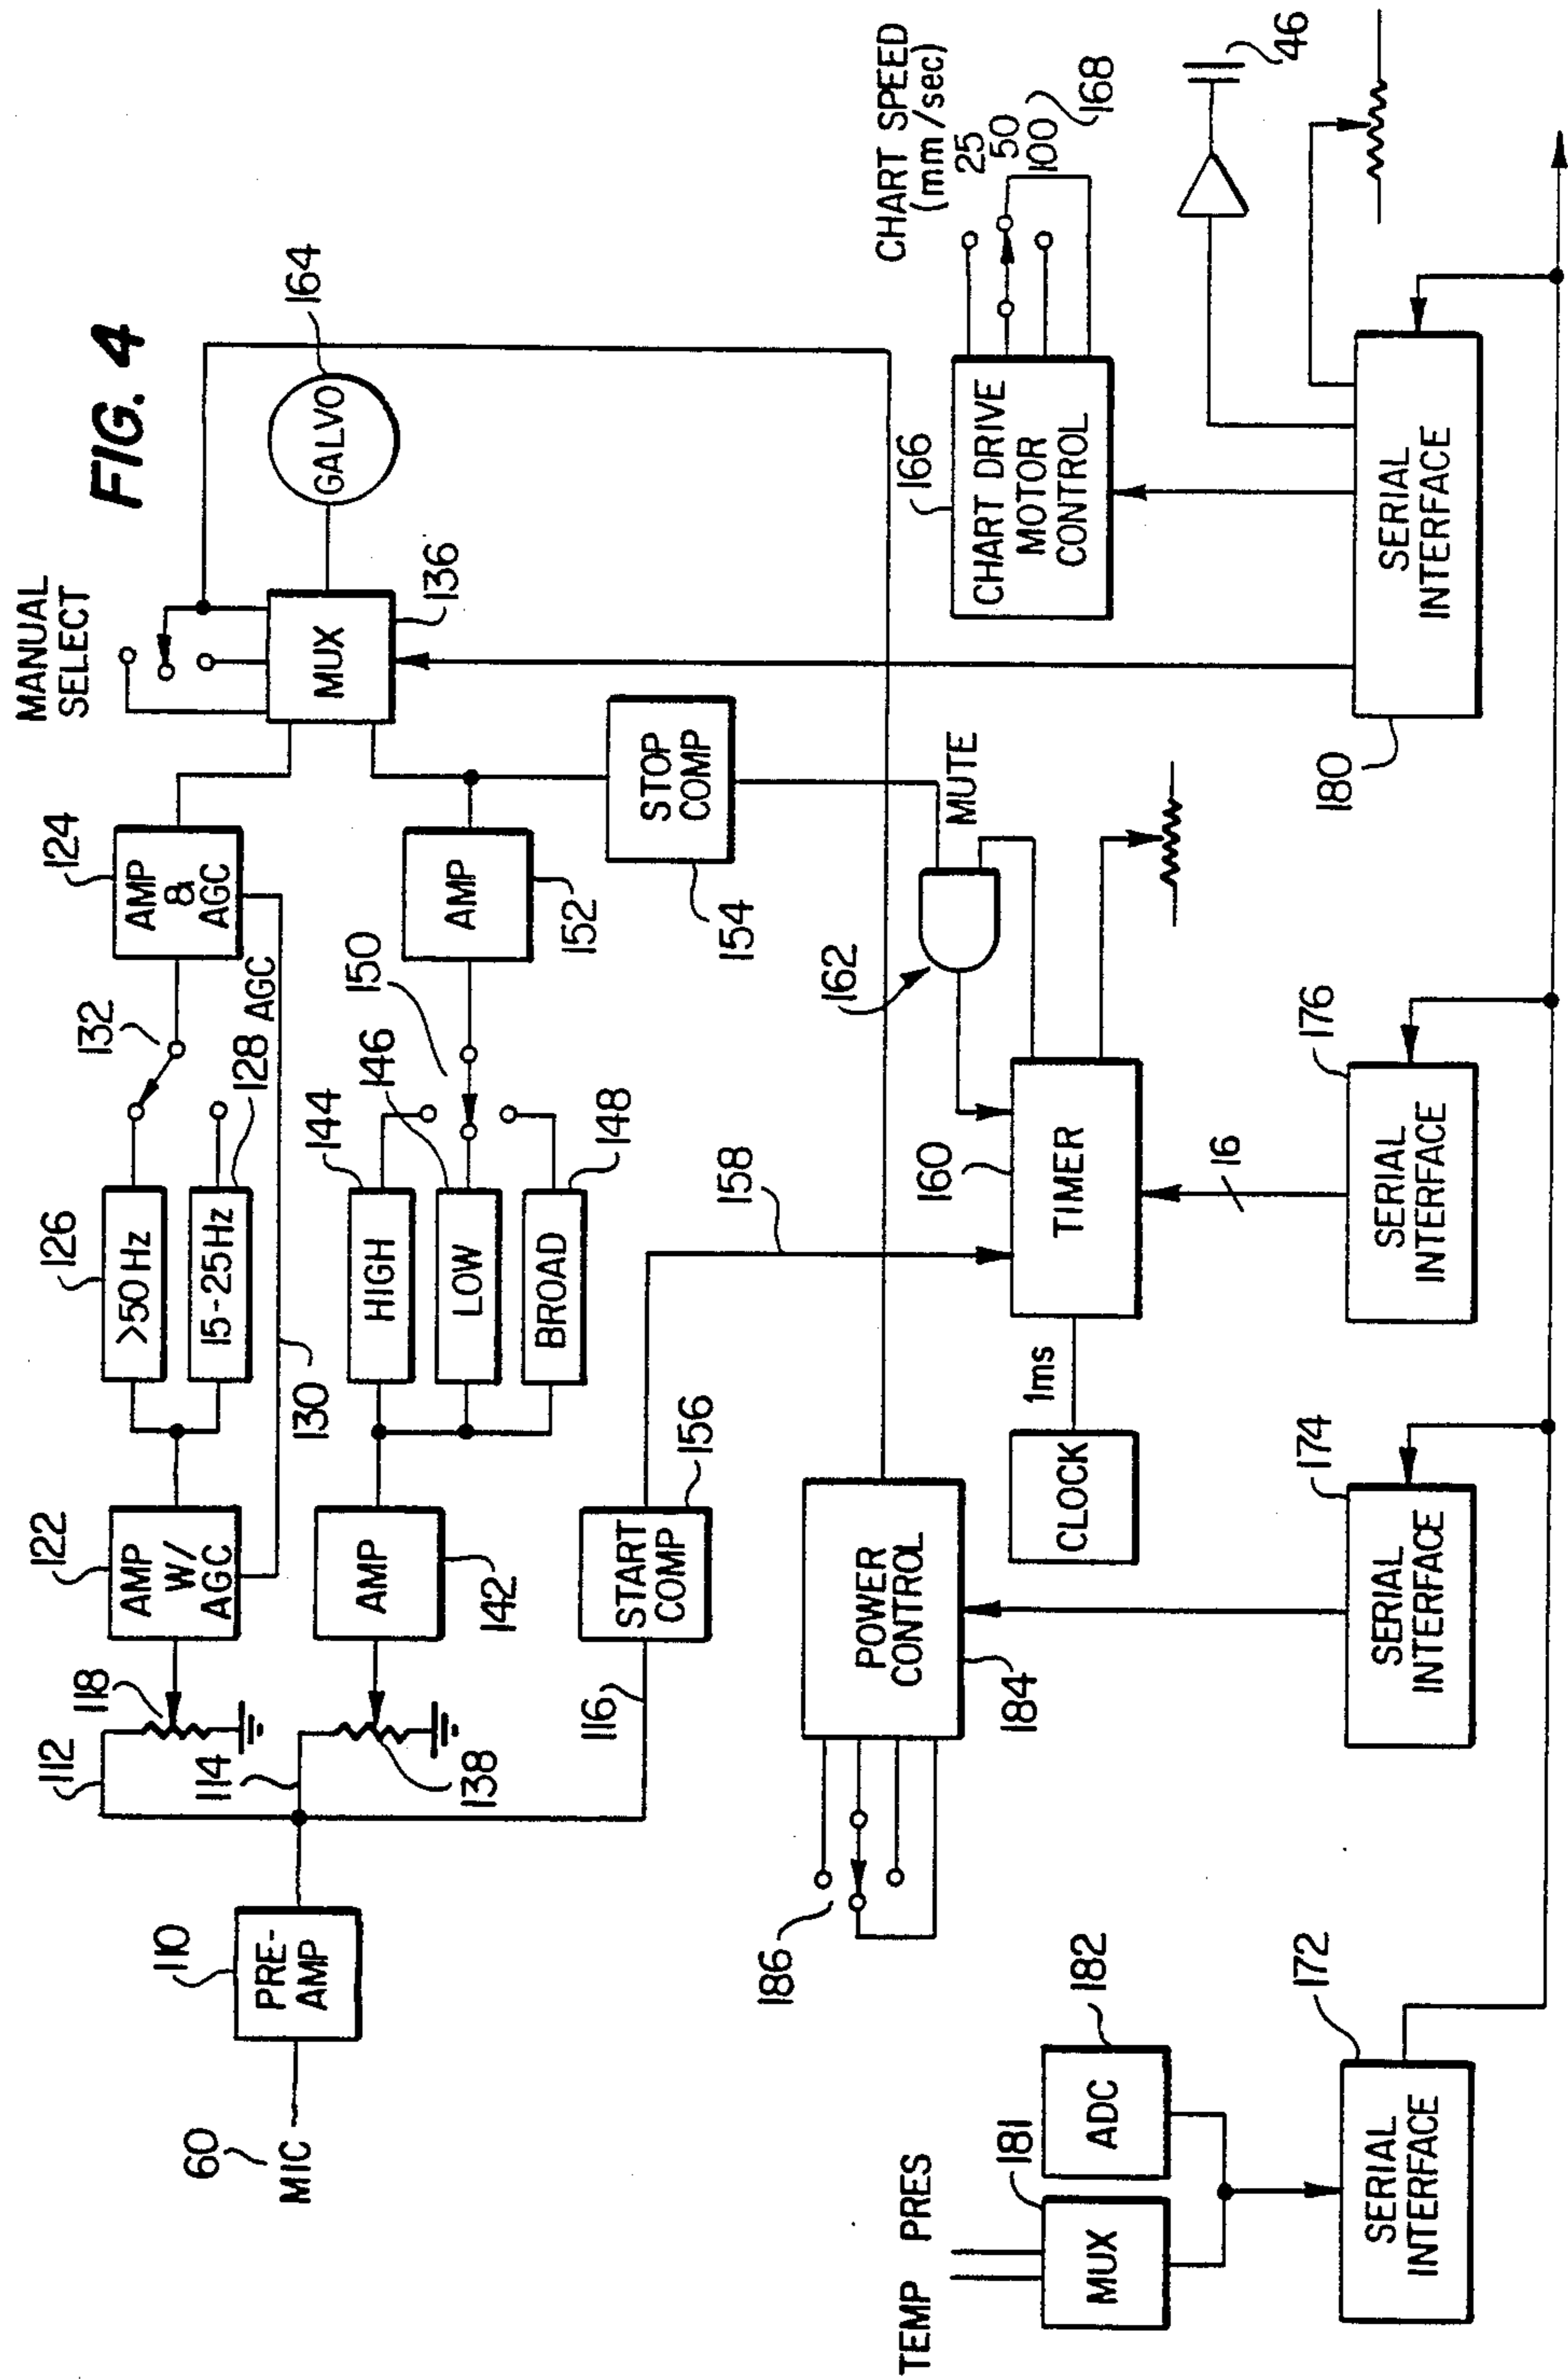 FIG. 4
MANUAL
SELECT
MUX
136
GALVO
164
124
AMP
&
AGC
132
126
>50 Hz
128
15-25Hz
AGC
130
122
AMP
W/
AGC
118
112
114
138
116
60
MIC
110
PRE-
AMP
AMP
142
144
HIGH
146
LOW
148
BROAD
150
AMP
152
STOP
COMP
154
START
COMP
156
158
MUTE
162
160
TIMER
1ms
CLOCK
16
186
POWER
CONTROL
184
CHART SPEED
(mm/sec)
25
50
100
168
166
CHART DRIVE
MOTOR
CONTROL
46
180
SERIAL
INTERFACE
176
SERIAL
INTERFACE
174
SERIAL
INTERFACE
172
SERIAL
INTERFACE
TEMP PRES
181
MUX
182
ADC